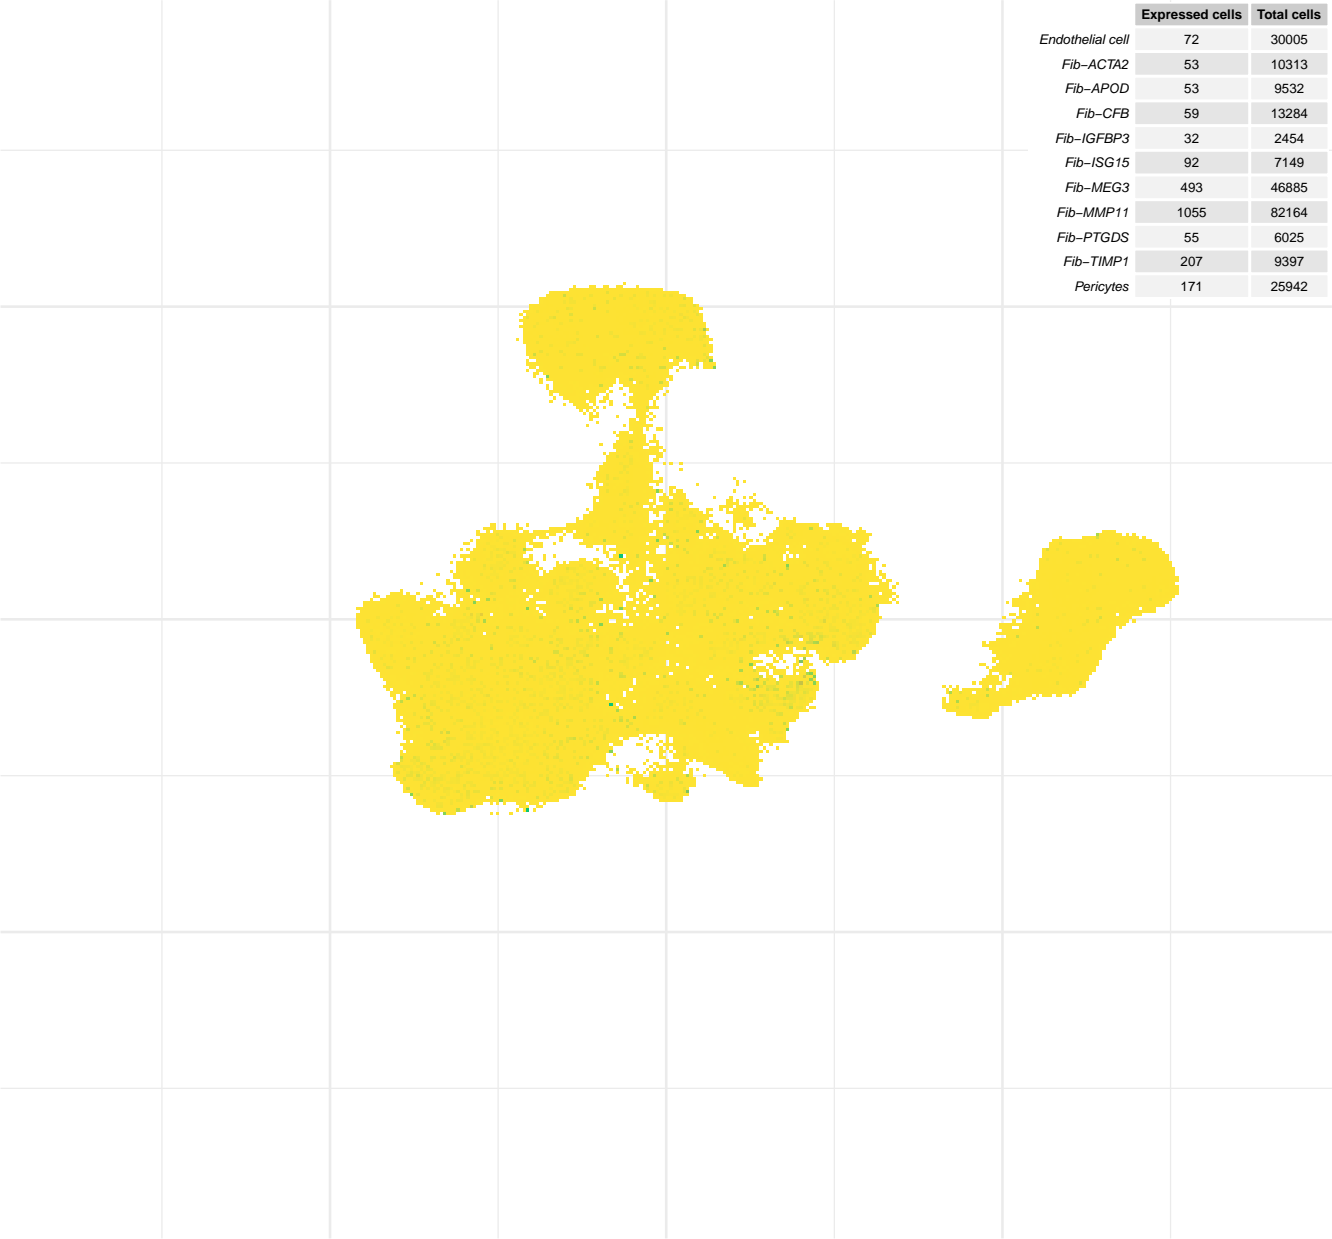 Expressed cells Total cells
Endothelial cell 72 30005
Fib−ACTA2 53 10313
Fib−APOD 53 9532
Fib−CFB 59 13284
Fib−IGFBP3 32 2454
Fib−ISG15 92 7149
Fib−MEG3 493 46885
Fib−MMP11 1055 82164
Fib−PTGDS 55 6025
Fib−TIMP1 207 9397
Pericytes 171 25942